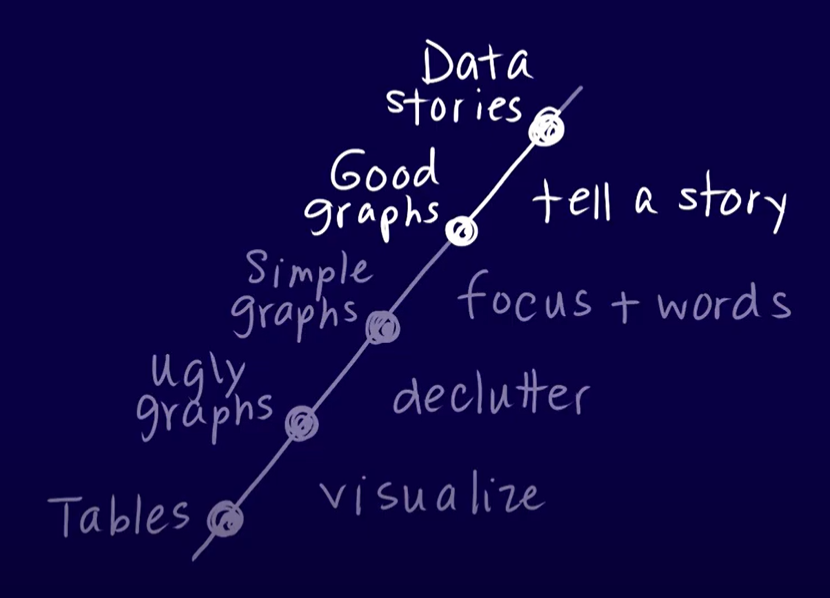 Data
stories
Good
graphs
tell a story
Simple
graphs
focus + words
ugly
graphs
declutter
Tables
visualize